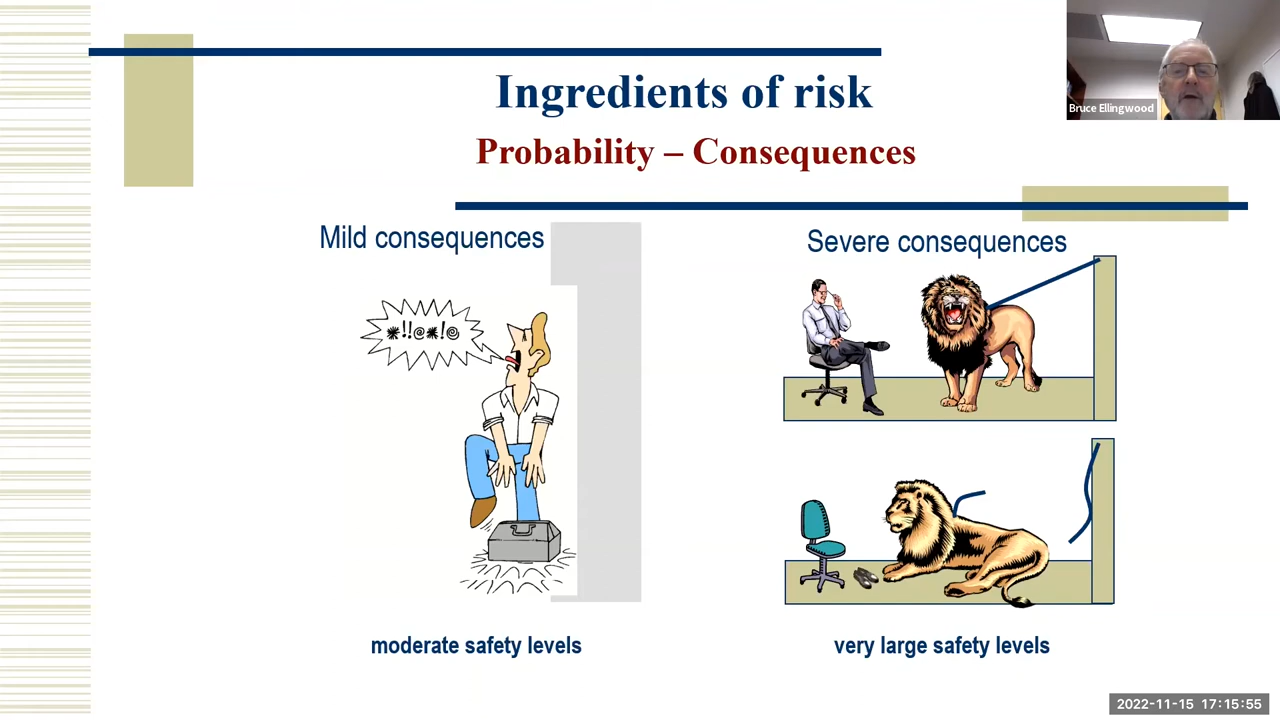 Ingredients of risk
Probability – Consequences
Bruce Ellingwood
Mild consequences
Severe consequences
*!!@*!@
moderate safety levels
very large safety levels
2022-11-15 17:15:55